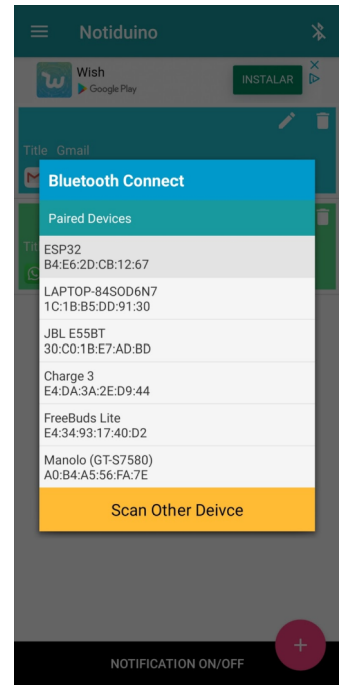 Notiduino
Wish
Google Play
INSTALAR
Title Gmail
Bluetooth Connect
Paired Devices
Tit
ESP32
B4:E6:2D:CB:12:67
LAPTOP-84SOD6N7
1C:1B:B5:DD:91:30
JBL E55BT
30:C0:1B:E7:AD:BD
Charge 3
E4:DA:3A:2E:D9:44
FreeBuds Lite
E4:34:93:17:40:D2
Manolo (GT-S7580)
A0:B4:A5:56:FA:7E
Scan Other Deivce
+
NOTIFICATION ON/OFF